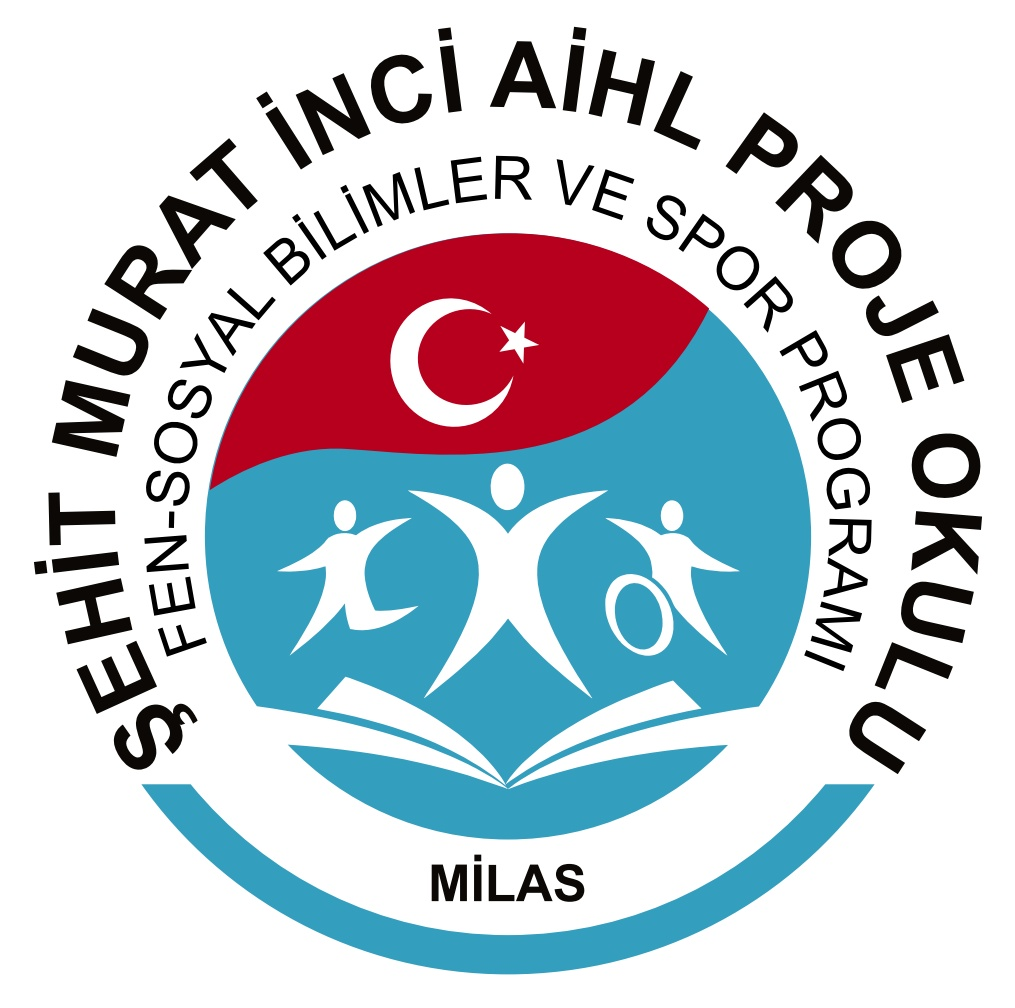 ŞEHİT MURAT İNCİ AİHL PROJE OKULU
FEN-SOSYAL BİLİMLER VE SPOR PROGRAMI
MİLAS